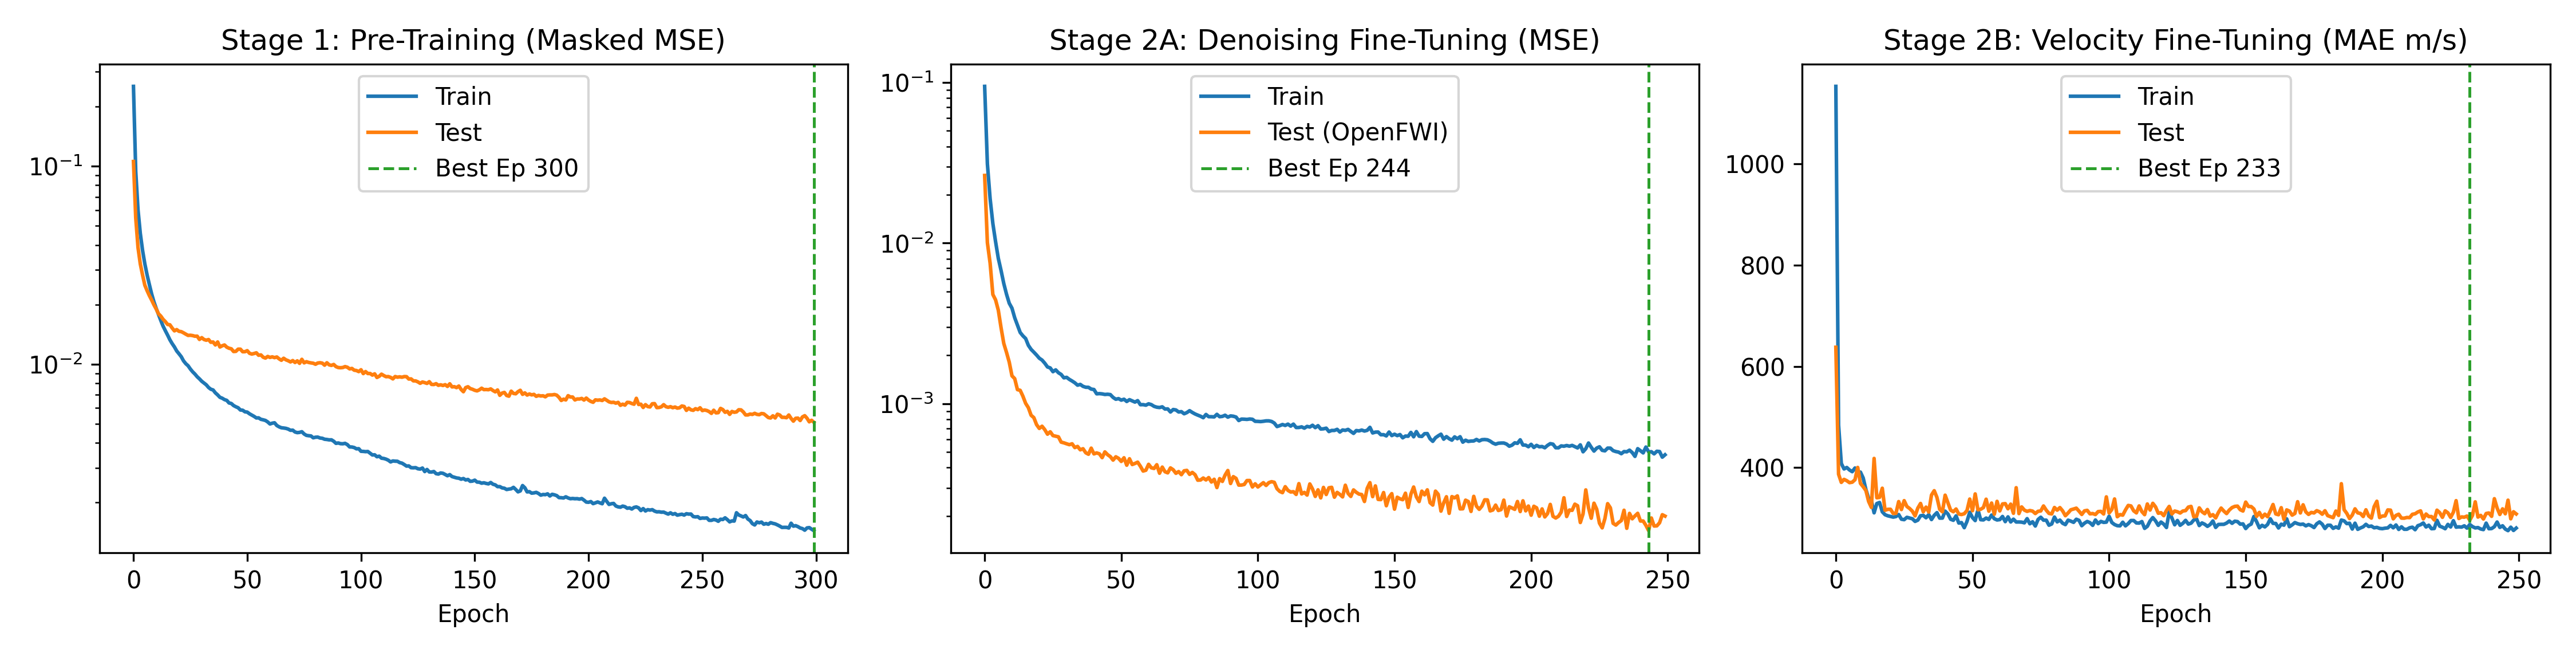 Stage 1: Pre-Training (Masked MSE)
Train
Test
Best Ep 300
10⁻¹
10⁻²
0 50 100 150 200 250 300
Epoch
Stage 2A: Denoising Fine-Tuning (MSE)
Train
Test (OpenFWI)
Best Ep 244
10⁻¹
10⁻²
10⁻³
0 50 100 150 200 250
Epoch
Stage 2B: Velocity Fine-Tuning (MAE m/s)
Train
Test
Best Ep 233
1000
800
600
400
0 50 100 150 200 250
Epoch